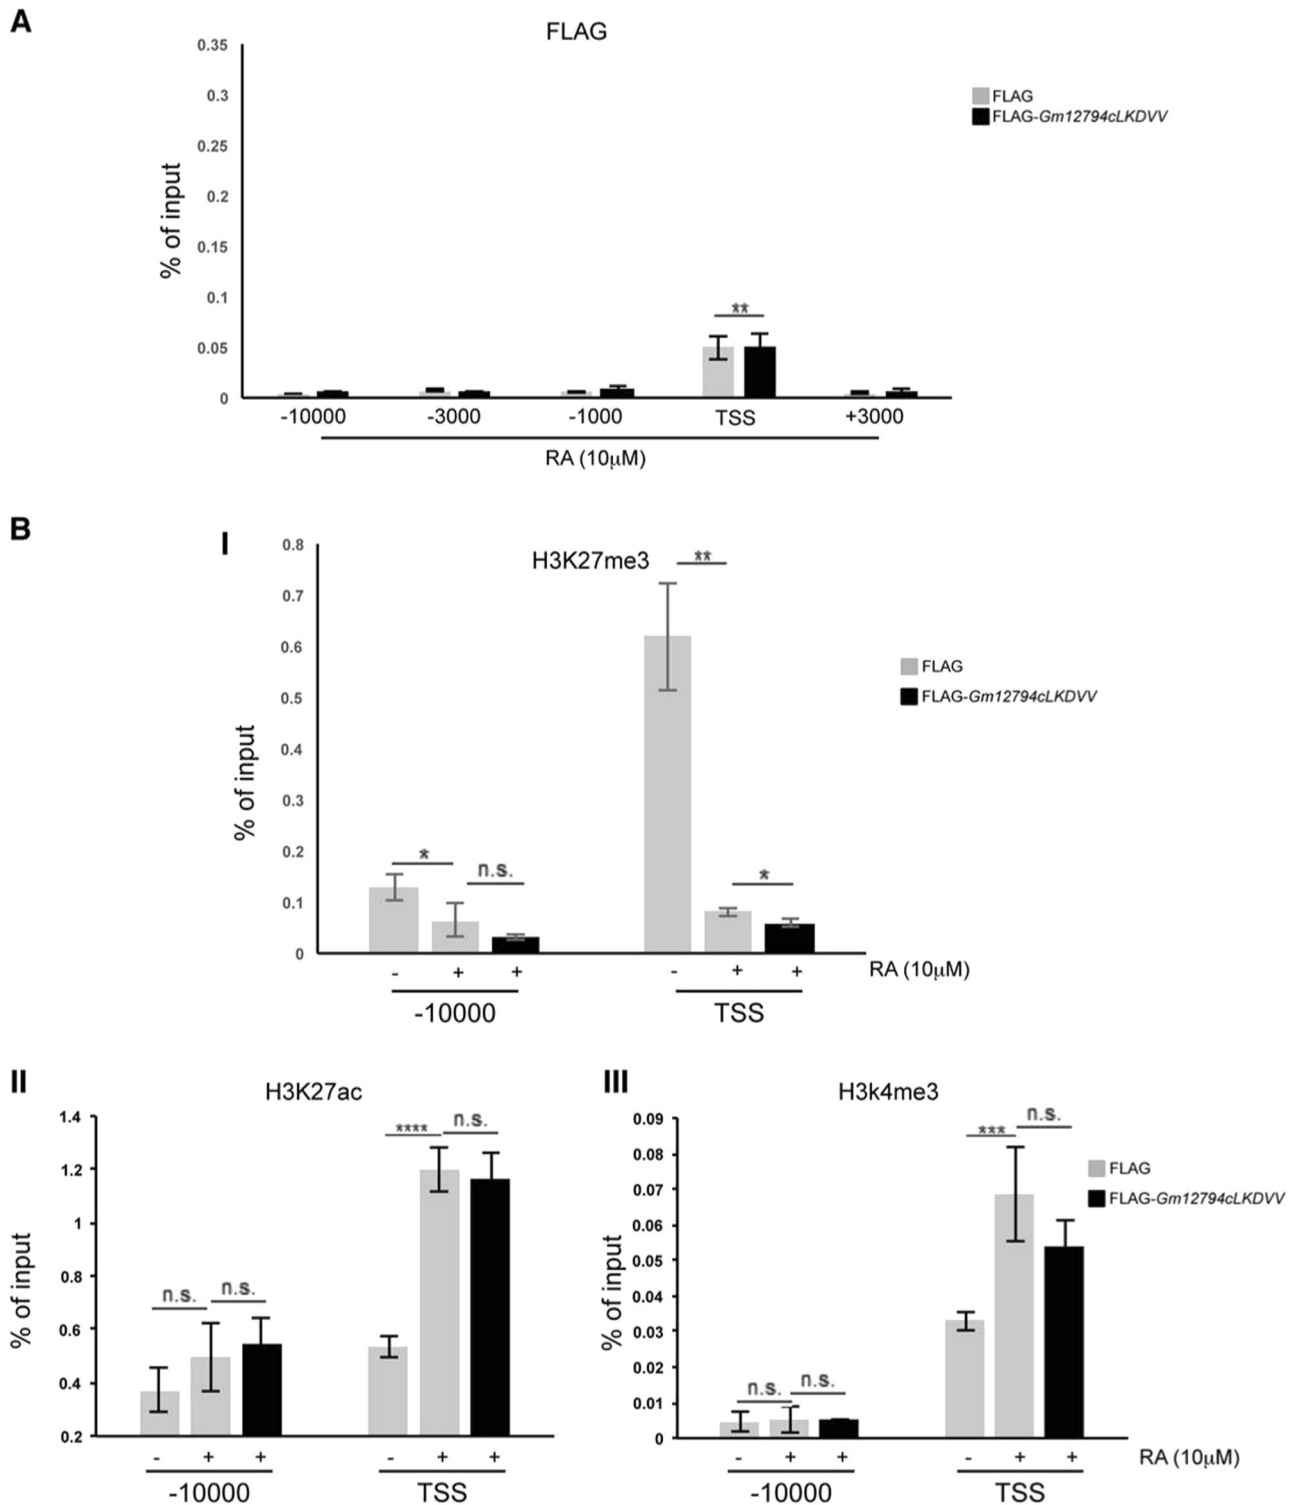 A
FLAG
0.35
0.3
0.25
0.2
0.15
0.1
0.05
0
% of input
**
FLAG
FLAG-Gm12794cLKDVV
-10000 -3000 -1000 TSS +3000
RA (10µM)
B
I
H3K27me3
0.8
0.7
0.6
0.5
0.4
0.3
0.2
0.1
0
% of input
* n.s.
** *
FLAG
FLAG-Gm12794cLKDVV
- + + - + + RA (10µM)
-10000 TSS
II
H3K27ac
1.4
1.2
1
0.8
0.6
0.4
0.2
% of input
n.s. n.s.
**** n.s.
- + + - + +
-10000 TSS
III
H3k4me3
0.09
0.08
0.07
0.06
0.05
0.04
0.03
0.02
0.01
0
% of input
n.s. n.s.
*** n.s.
FLAG
FLAG-Gm12794cLKDVV
- + + - + + RA (10µM)
-10000 TSS